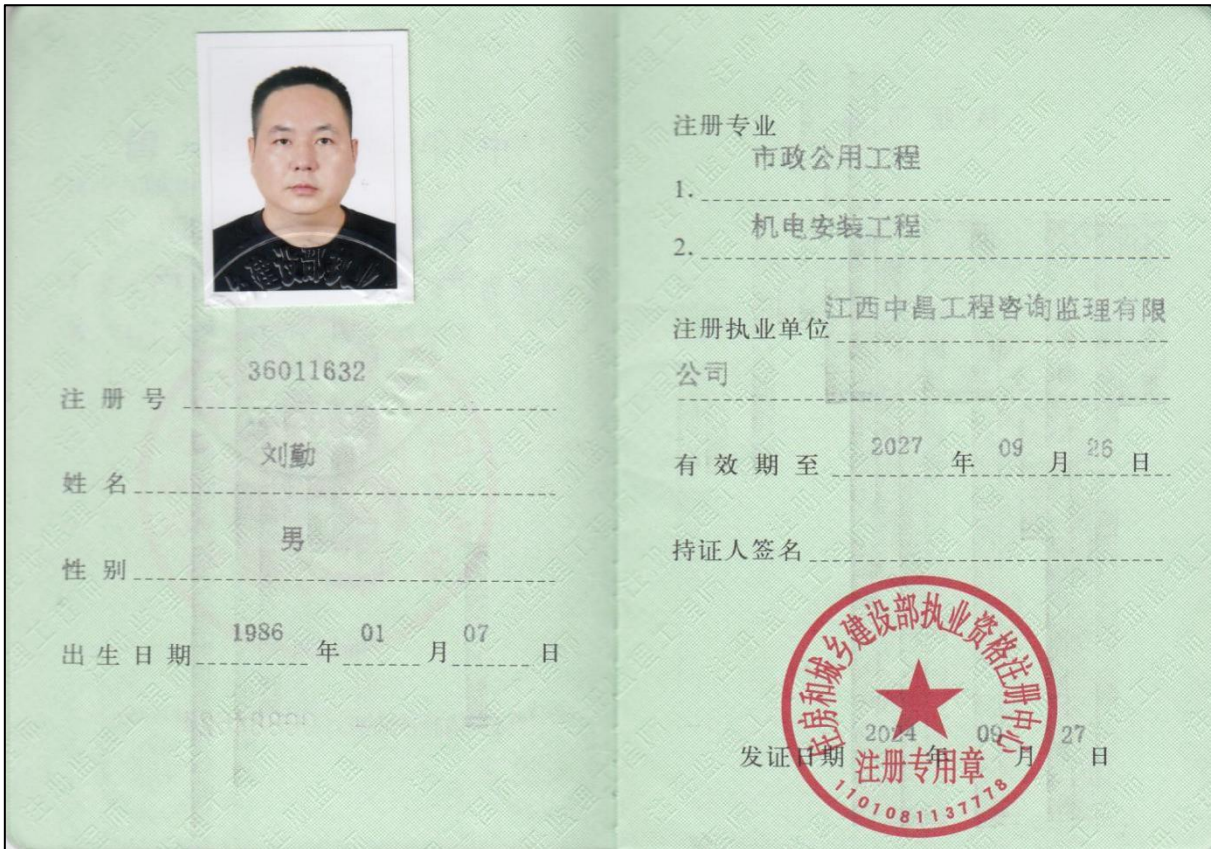 建设部执业
注册号 36011632
姓名 刘勤
性别 男
出生日期 1986 年 01 月 07 日
注册专业
1. 市政公用工程
2. 机电安装工程
注册执业单位 江西中昌工程咨询监理有限
公司
有效期至 2027 年 09 月 26 日
持证人签名
住房和城乡建设部执业资格注册中心
发证日期 2024 年 09 月 27 日
注册专用章
1101081137778